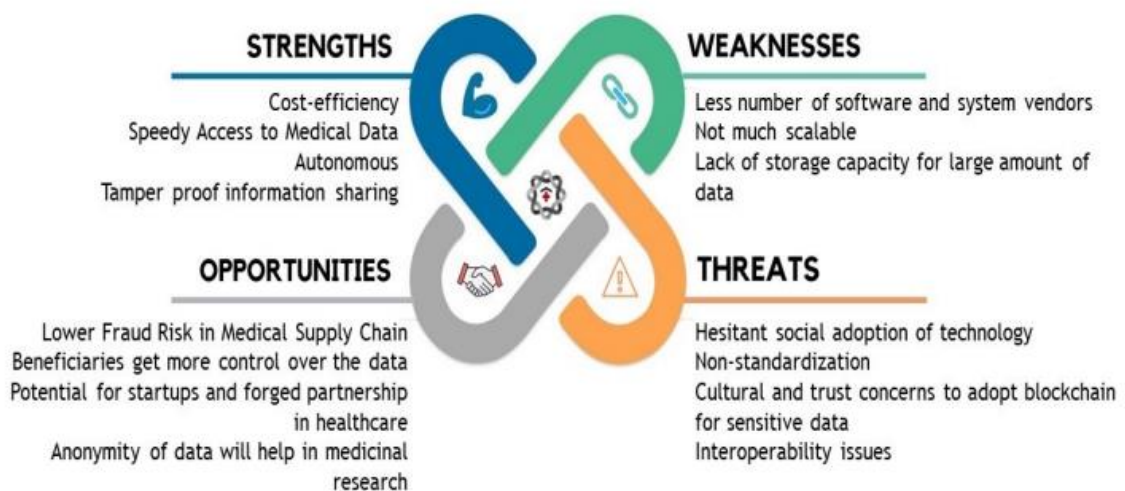 STRENGTHS
Cost-efficiency
Speedy Access to Medical Data
Autonomous
Tamper proof information sharing
WEAKNESSES
Less number of software and system vendors
Not much scalable
Lack of storage capacity for large amount of
data
OPPORTUNITIES
Lower Fraud Risk in Medical Supply Chain
Beneficiaries get more control over the data
Potential for startups and forged partnership
in healthcare
Anonymity of data will help in medicinal
research
THREATS
Hesitant social adoption of technology
Non-standardization
Cultural and trust concerns to adopt blockchain
for sensitive data
Interoperability issues